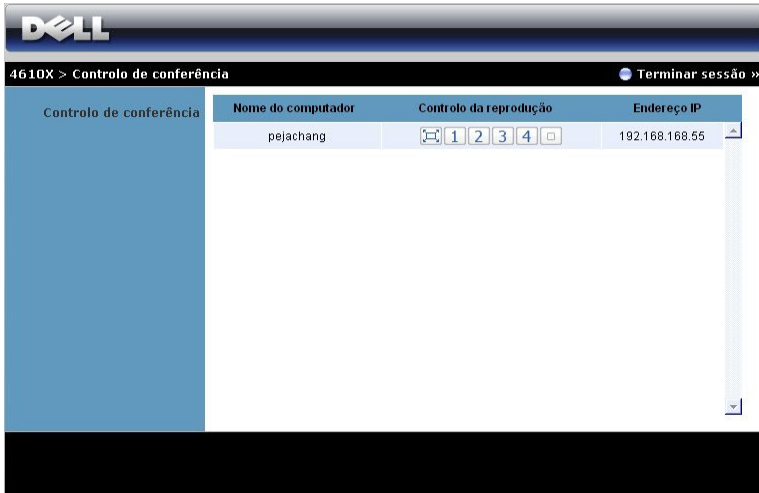 DELL
4610X > Controlo de conferência
Terminar sessão »
Controlo de conferência
Nome do computador Controlo da reprodução Endereço IP
pejachang 1 2 3 4 192.168.168.55